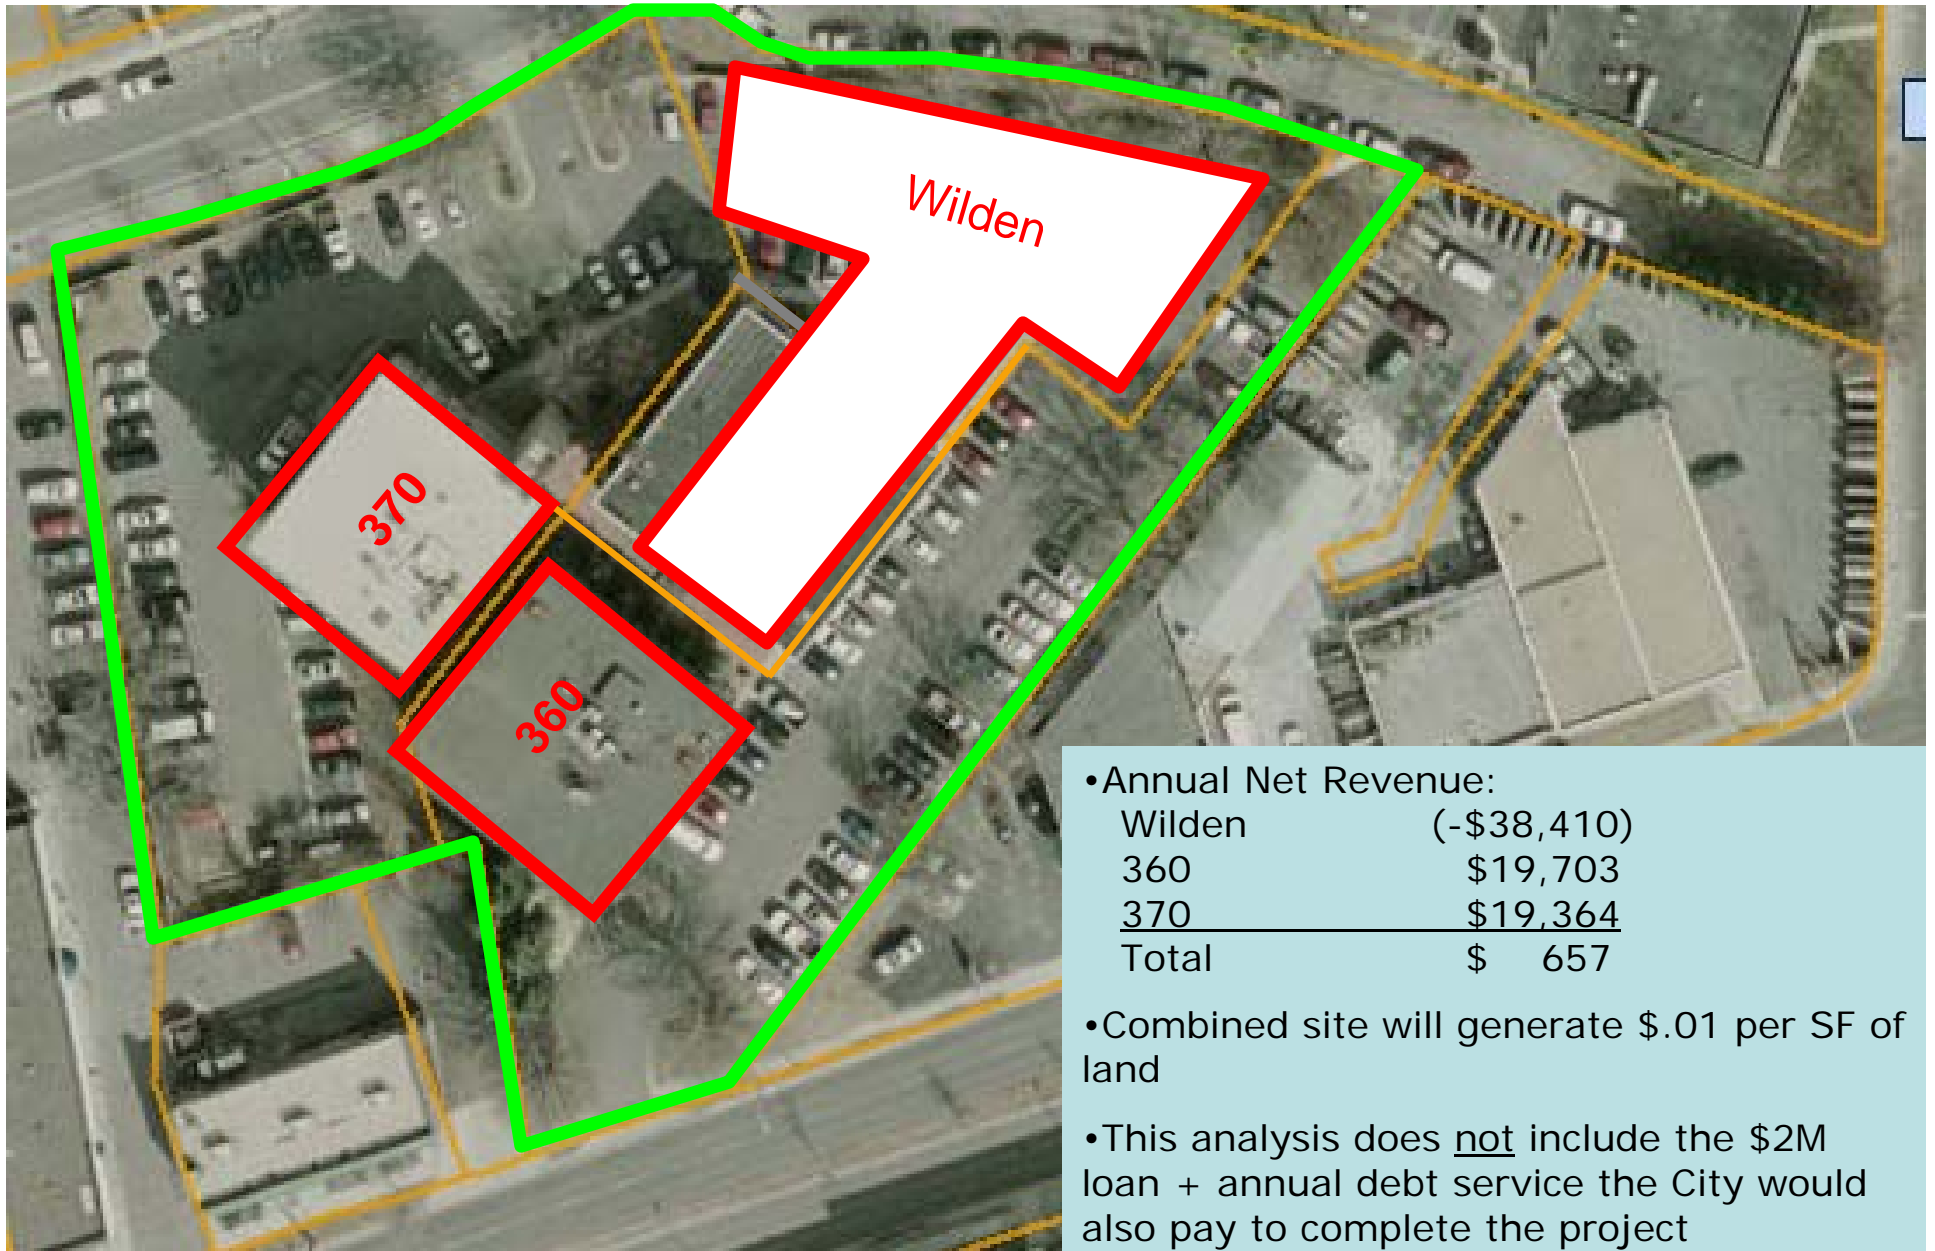 Wilden
370
360
•Annual Net Revenue:
Wilden (-$38,410)
360 $19,703
370 $19,364
Total $ 657
•Combined site will generate $.01 per SF of
land
•This analysis does not include the $2M
loan + annual debt service the City would
also pay to complete the project